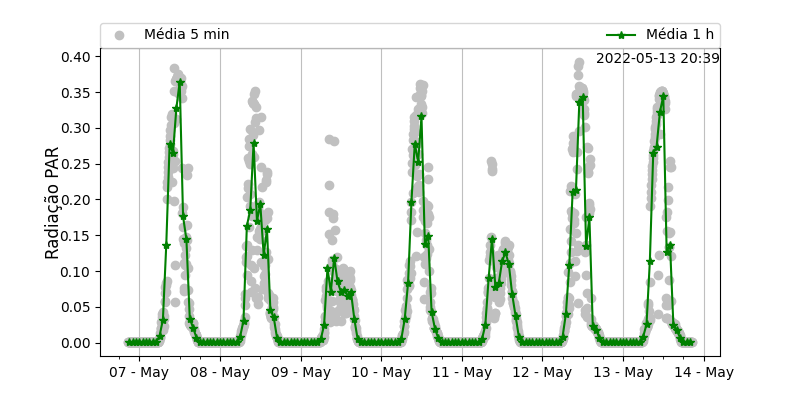 Média 5 min
Média 1 h
2022-05-13 20:39
Radiação PAR
0.40
0.35
0.30
0.25
0.20
0.15
0.10
0.05
0.00
07 - May
08 - May
09 - May
10 - May
11 - May
12 - May
13 - May
14 - May